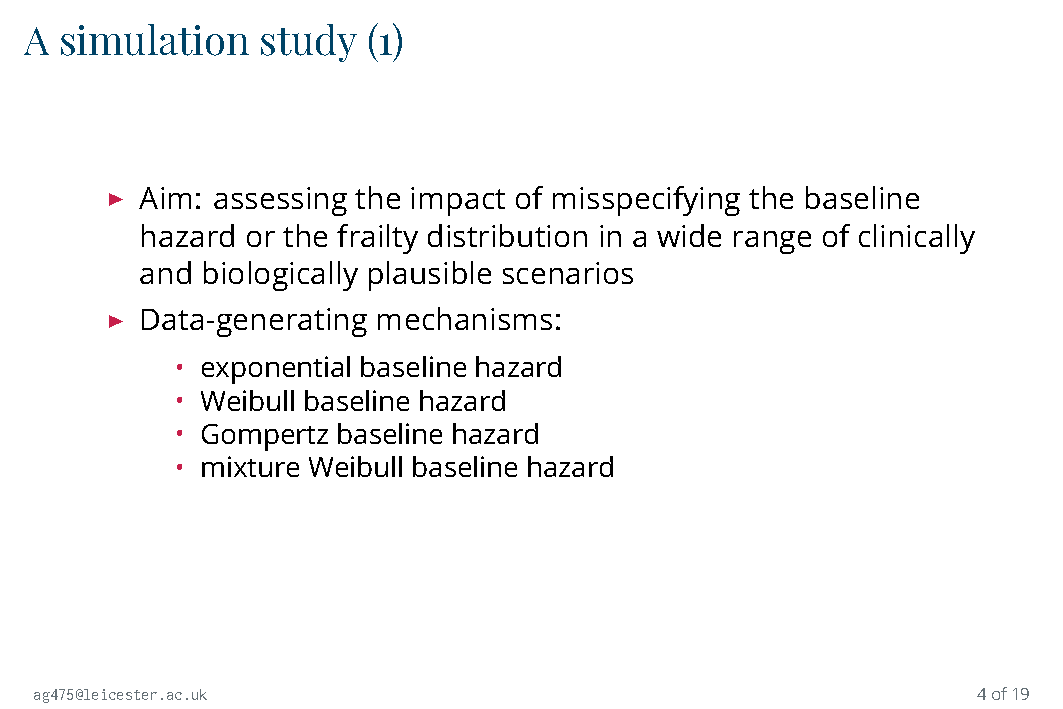 A simulation study (1)
▶ Aim: assessing the impact of misspecifying the baseline
hazard or the frailty distribution in a wide range of clinically
and biologically plausible scenarios
▶ Data-generating mechanisms:
• exponential baseline hazard
• Weibull baseline hazard
• Gompertz baseline hazard
• mixture Weibull baseline hazard
ag475@leicester.ac.uk
4 of 19